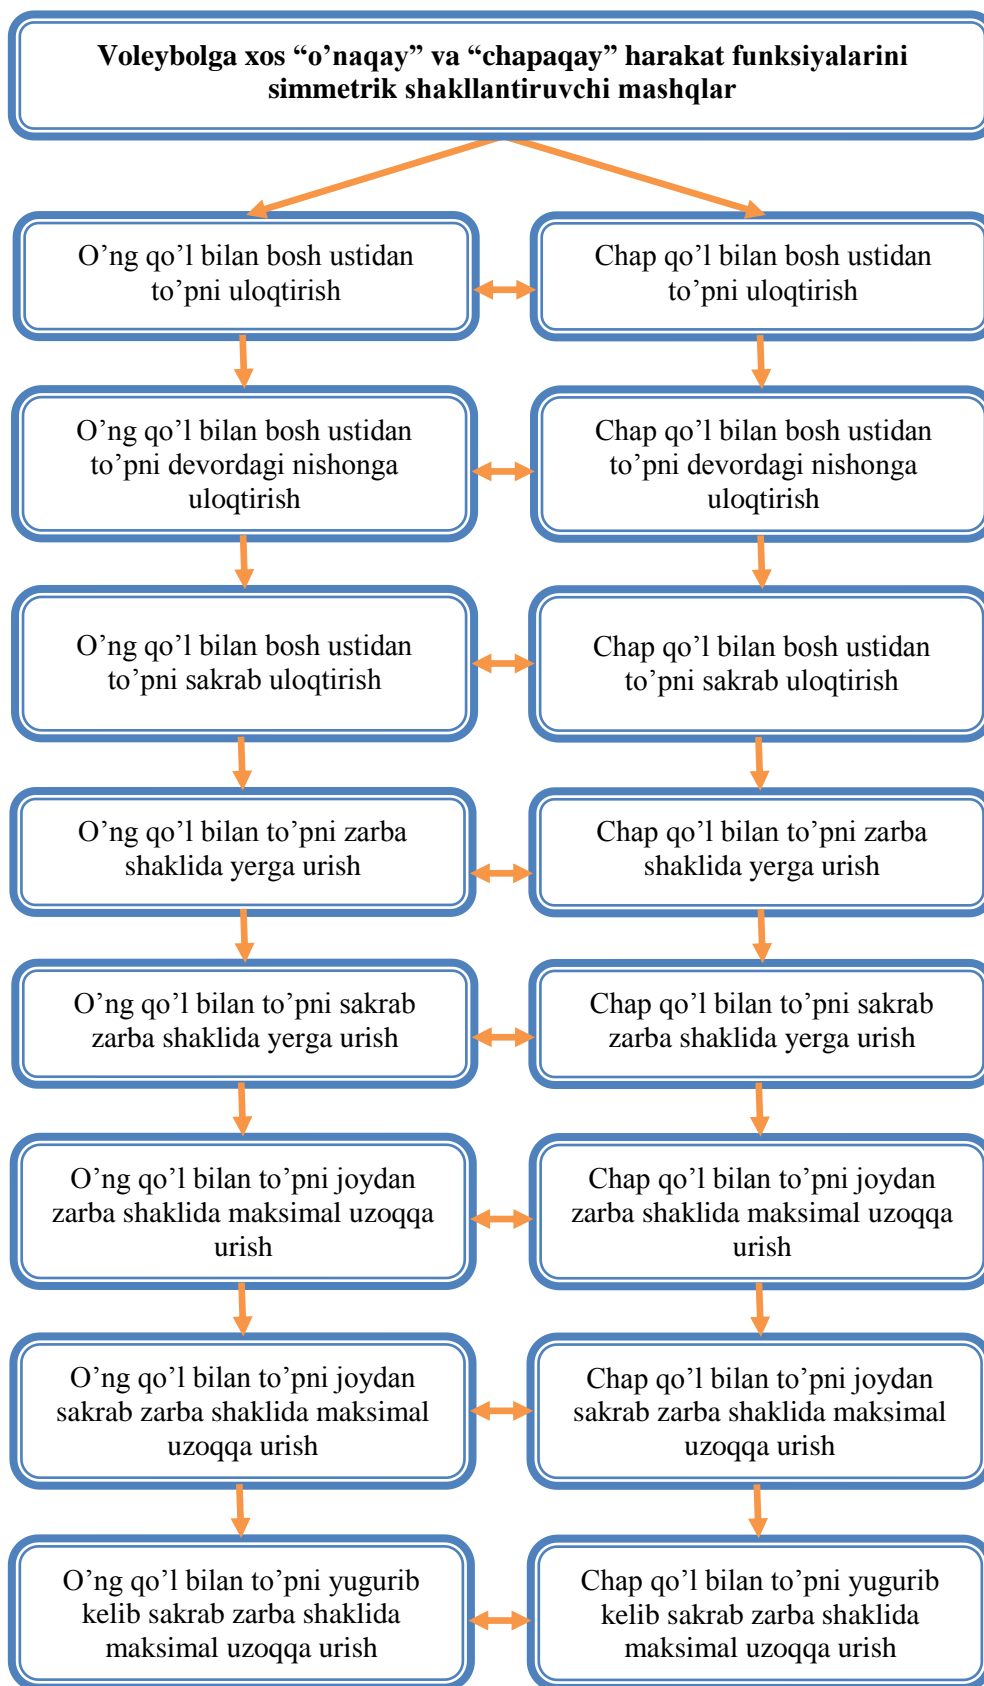 Voleybolga xos “o’naqay” va “chapaqay” harakat funksiyalarini
simmetrik shakllantiruvchi mashqlar
O’ng qo’l bilan bosh ustidan
to’pni uloqtirish
Chap qo’l bilan bosh ustidan
to’pni uloqtirish
O’ng qo’l bilan bosh ustidan
to’pni devordagi nishonga
uloqtirish
Chap qo’l bilan bosh ustidan
to’pni devordagi nishonga
uloqtirish
O’ng qo’l bilan bosh ustidan
to’pni sakrab uloqtirish
Chap qo’l bilan bosh ustidan
to’pni sakrab uloqtirish
O’ng qo’l bilan to’pni zarba
shaklida yerga urish
Chap qo’l bilan to’pni zarba
shaklida yerga urish
O’ng qo’l bilan to’pni sakrab
zarba shaklida yerga urish
Chap qo’l bilan to’pni sakrab
zarba shaklida yerga urish
O’ng qo’l bilan to’pni joydan
zarba shaklida maksimal uzoqqa
urish
Chap qo’l bilan to’pni joydan
zarba shaklida maksimal uzoqqa
urish
O’ng qo’l bilan to’pni joydan
sakrab zarba shaklida maksimal
uzoqqa urish
Chap qo’l bilan to’pni joydan
sakrab zarba shaklida maksimal
uzoqqa urish
O’ng qo’l bilan to’pni yugurib
kelib sakrab zarba shaklida
maksimal uzoqqa urish
Chap qo’l bilan to’pni yugurib
kelib sakrab zarba shaklida
maksimal uzoqqa urish